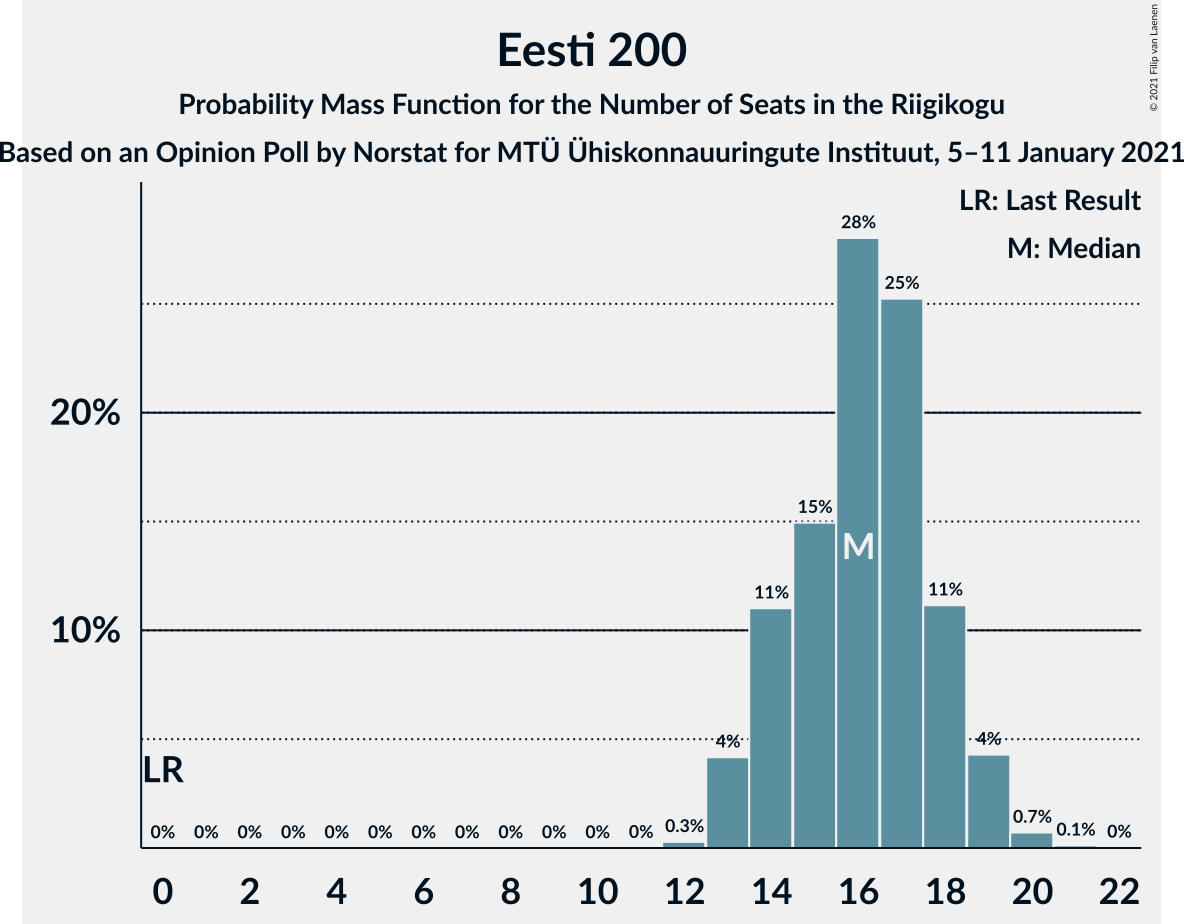 Eesti 200
Probability Mass Function for the Number of Seats in the Riigikogu
Based on an Opinion Poll by Norstat for MTÜ Ühiskonnauuringute Instituut, 5–11 January 2021
© 2021 Filip van Laenen
LR: Last Result
M: Median
28%
25%
20%
15%
M
11%
11%
10%
4%
4%
LR
0% 0% 0% 0% 0% 0% 0% 0% 0% 0% 0% 0% 0.3% 0.7% 0.1% 0%
0 2 4 6 8 10 12 14 16 18 20 22